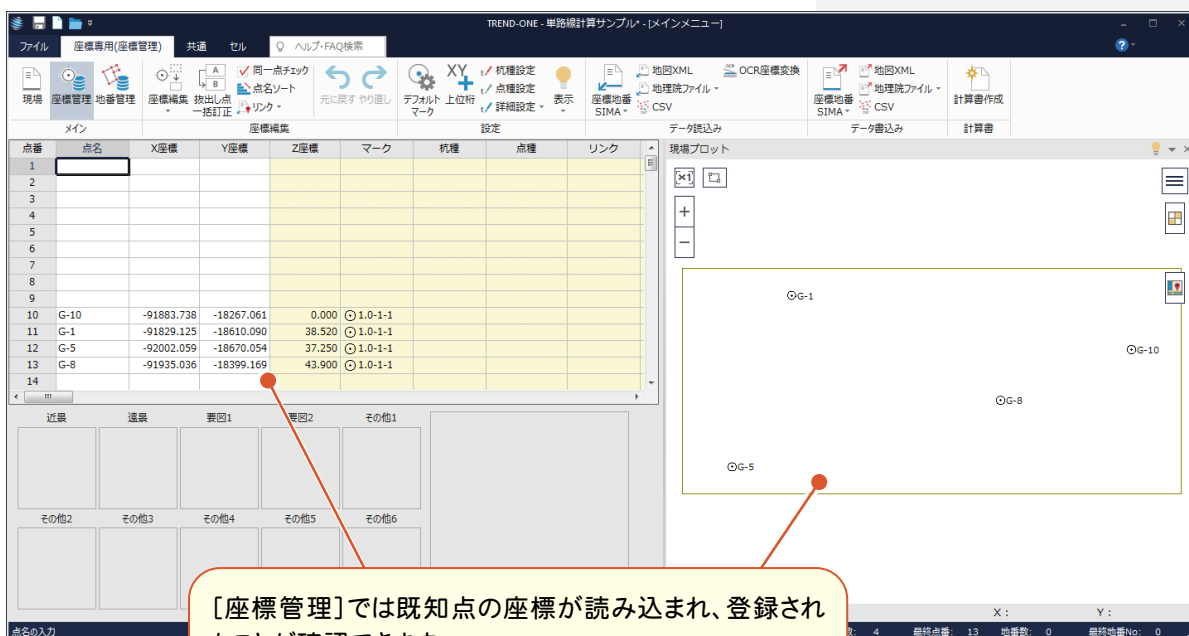 TREND-ONE - 単路線計算サンプル* - [メインメニュー]
ファイル 座標専用(座標管理) 共通 セル ヘルプ・FAQ検索
現場 座標管理 地番管理 座標編集 抜出し点一括訂正 同一点チェック 点名ソート リンク 元に戻す やり直し デフォルトマーク XY 上位桁 杭種設定 点種設定 詳細設定 表示 座標地番SIMA 地図XML 地理院ファイル CSV OCR座標変換 座標地番SIMA 地図XML 地理院ファイル CSV 計算書作成
メイン 座標編集 設定 データ読込み データ書込み 計算書
点番 点名 X座標 Y座標 Z座標 マーク 杭種 点種 リンク
1
2
3
4
5
6
7
8
9
10 G-10 -91883.738 -18267.061 0.000 1.0-1-1
11 G-1 -91829.125 -18610.090 38.520 1.0-1-1
12 G-5 -92002.059 -18670.054 37.250 1.0-1-1
13 G-8 -91935.036 -18399.169 43.900 1.0-1-1
14
近景 遠景 要図1 要図2 その他1
その他2 その他3 その他4 その他5 その他6
現場プロット
×1
G-1
G-10
G-8
G-5
[座標管理]では既知点の座標が読み込まれ、登録され
X : Y :
点名の入力 4 最終点番: 13 地番数: 0 最終地番No: 0